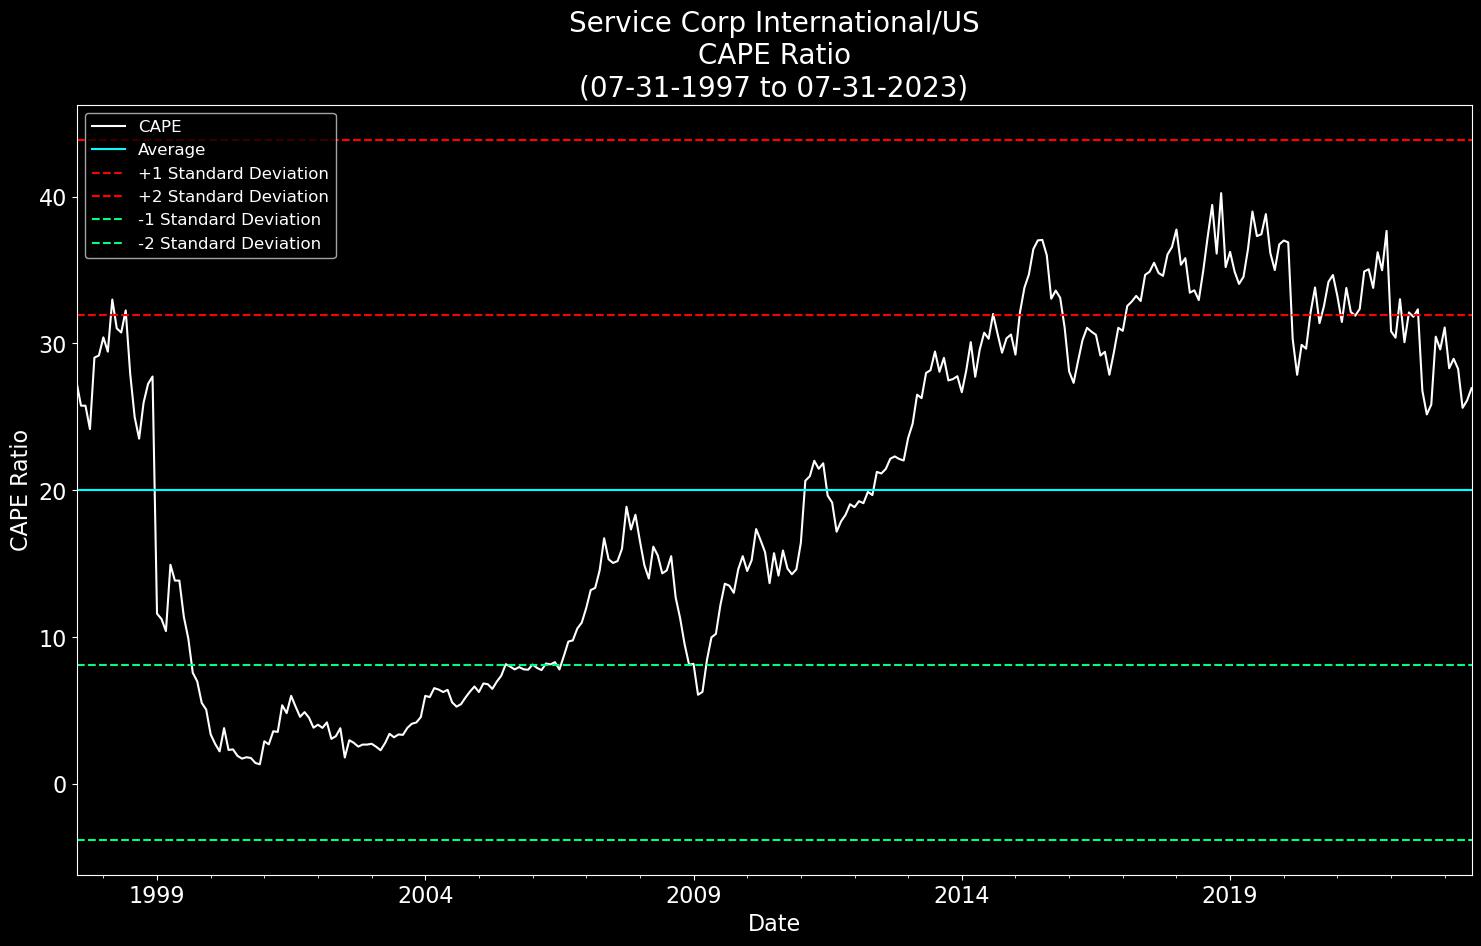 Service Corp International/US
CAPE Ratio
(07-31-1997 to 07-31-2023)
CAPE
Average
+1 Standard Deviation
+2 Standard Deviation
-1 Standard Deviation
-2 Standard Deviation
40
30
20
10
0
CAPE Ratio
1999 2004 2009 2014 2019
Date